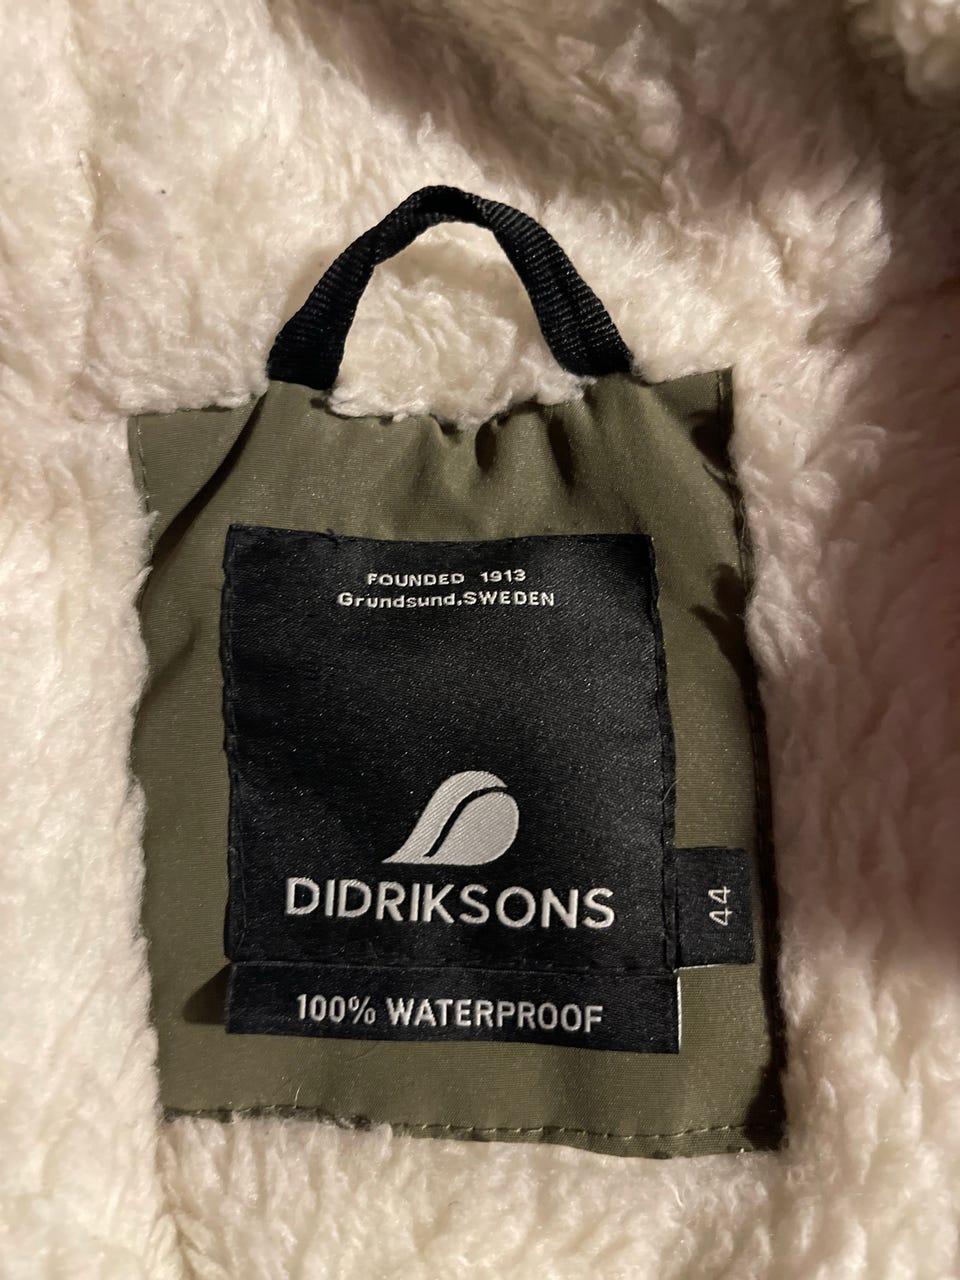 FOUNDED 1913
Grundsund,SWEDEN
DIDRIKSONS
44
100% WATERPROOF